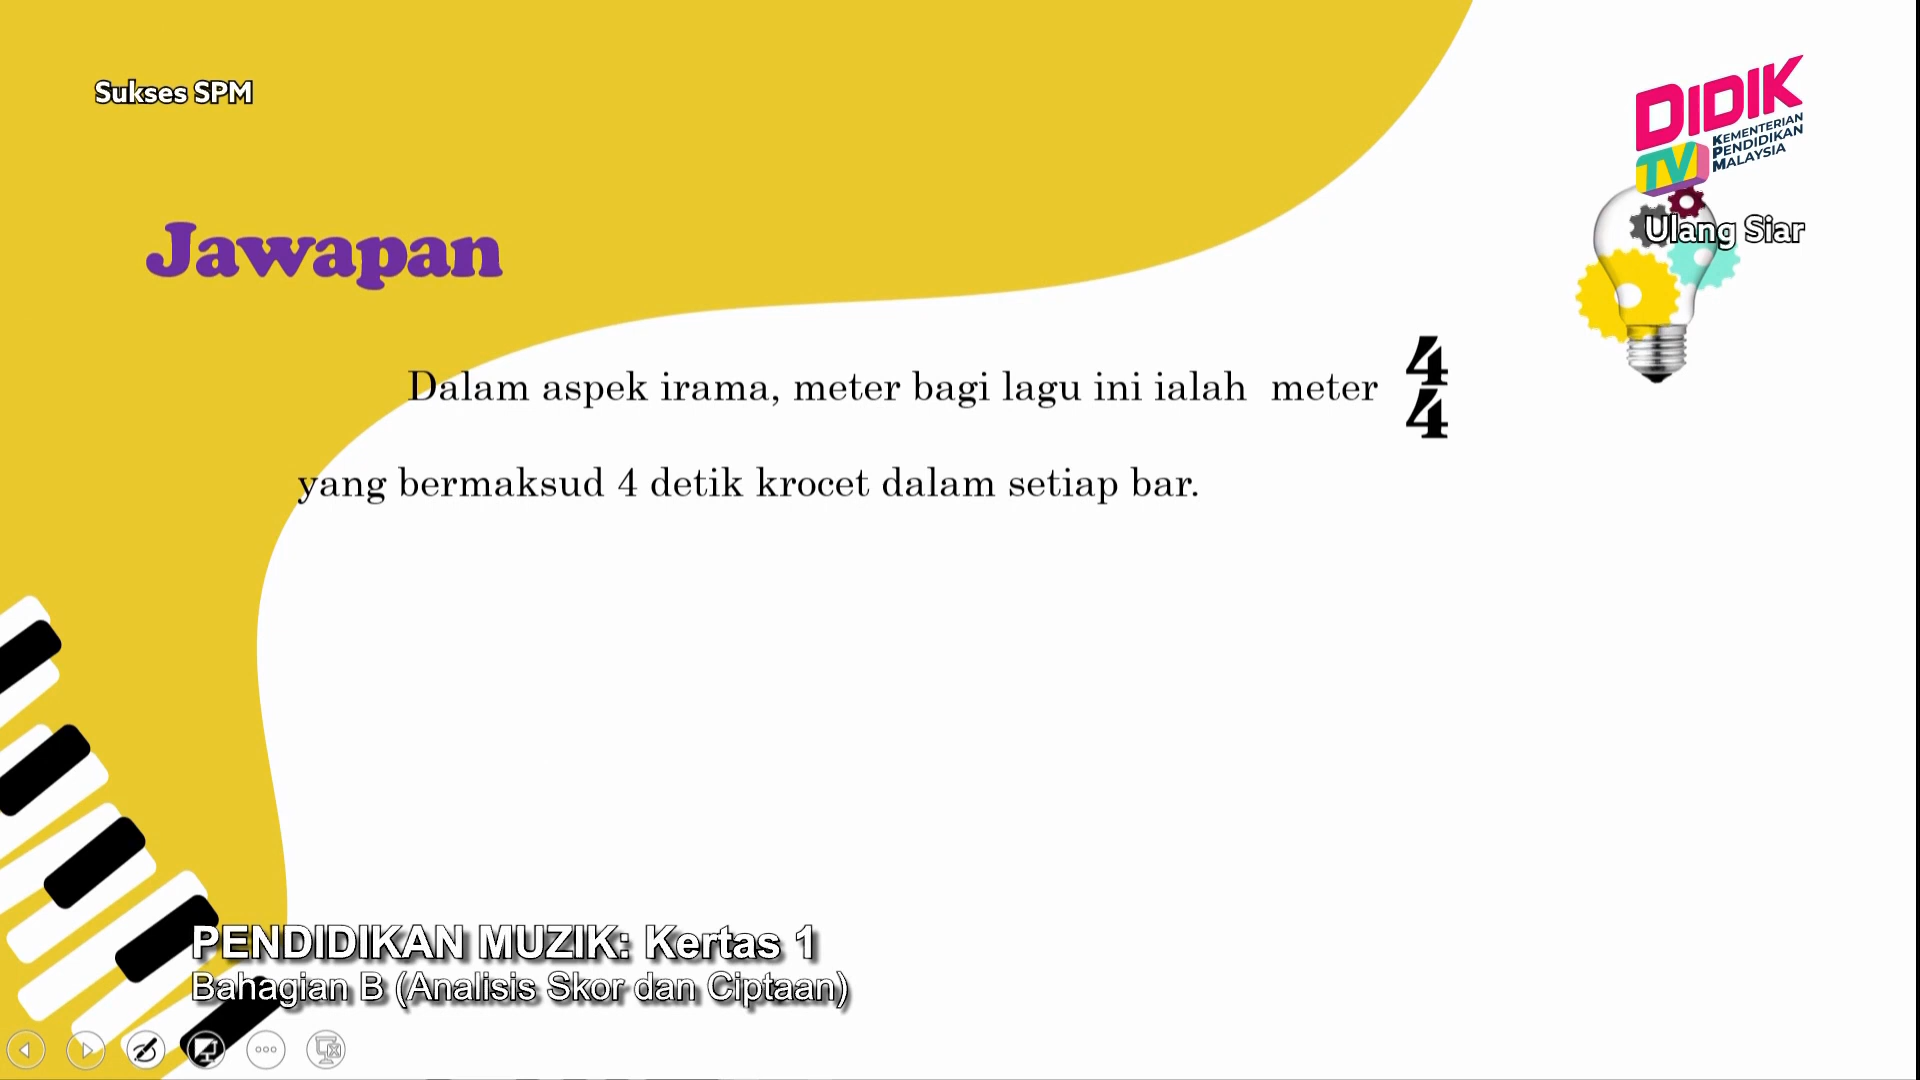 Sukses SPM
DIDIK
TV
KEMENTERIAN
PENDIDIKAN
MALAYSIA
Ulang Siar
Jawapan
Dalam aspek irama, meter bagi lagu ini ialah meter 4/4
yang bermaksud 4 detik krocet dalam setiap bar.
PENDIDIKAN MUZIK: Kertas 1
Bahagian B (Analisis Skor dan Ciptaan)